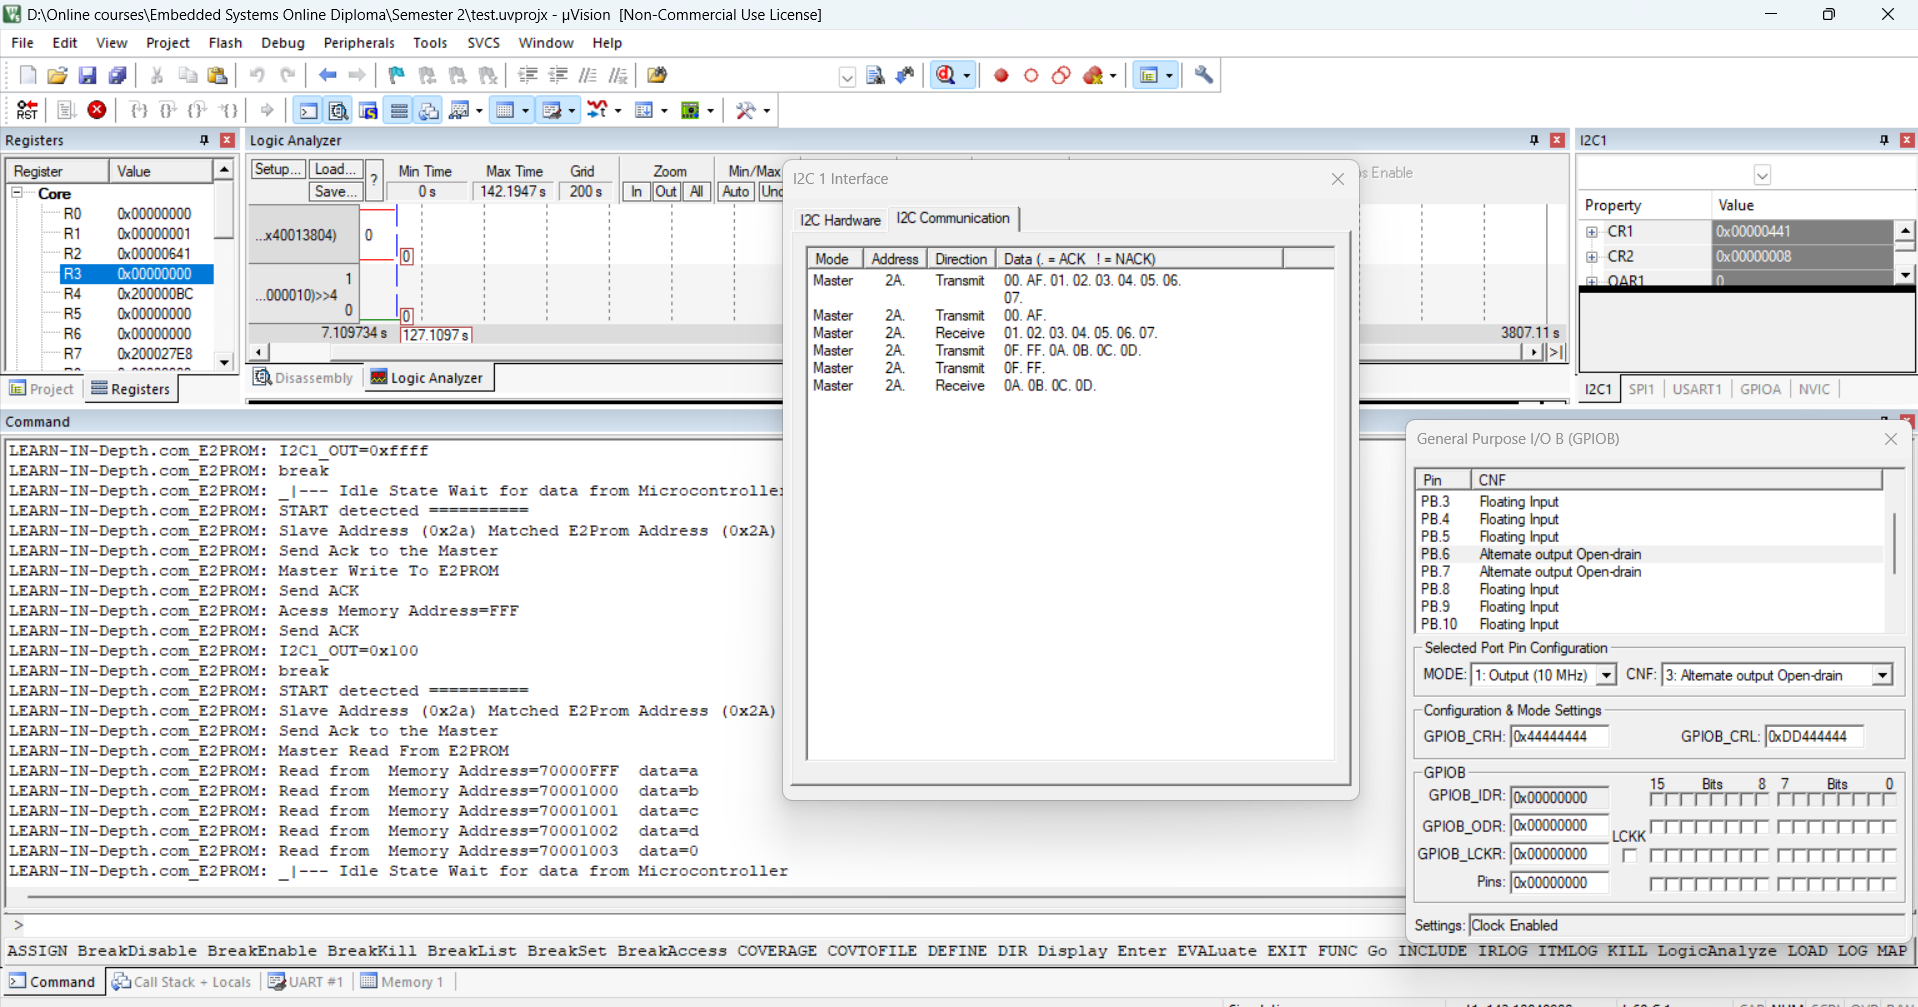 D:\Online courses\Embedded Systems Online Diploma\Semester 2\test.uvprojx - µVision  [Non-Commercial Use License]
File Edit View Project Flash Debug Peripherals Tools SVCS Window Help
Registers
Register Value
Core
R0 0x00000000
R1 0x00000001
R2 0x00000641
R3 0x00000000
R4 0x200000BC
R5 0x00000000
R6 0x00000000
R7 0x200027E8
Project Registers
Logic Analyzer
Setup... Load... Save... ?
Min Time Max Time Grid Zoom Min/Max
0 s 142.1947 s 200 s In Out All Auto
...x40013804) 0 0
...000010)>>4 1 0 0
7.109734 s 127.1097 s 3807.11 s
Disassembly Logic Analyzer
I2C 1 Interface
I2C Hardware I2C Communication
Mode Address Direction Data (. = ACK ! = NACK)
Master 2A. Transmit 00. AF. 01. 02. 03. 04. 05. 06.
07.
Master 2A. Transmit 00. AF.
Master 2A. Receive 01. 02. 03. 04. 05. 06. 07.
Master 2A. Transmit 0F. FF. 0A. 0B. 0C. 0D.
Master 2A. Transmit 0F. FF.
Master 2A. Receive 0A. 0B. 0C. 0D.
Enable
I2C1
Property Value
CR1 0x00000441
CR2 0x00000008
OAR1 0
I2C1 SPI1 USART1 GPIOA NVIC
Command
LEARN-IN-Depth.com_E2PROM: I2C1_OUT=0xffff
LEARN-IN-Depth.com_E2PROM: break
LEARN-IN-Depth.com_E2PROM: _|--- Idle State Wait for data from Microcontroller
LEARN-IN-Depth.com_E2PROM: START detected ==========
LEARN-IN-Depth.com_E2PROM: Slave Address (0x2a) Matched E2Prom Address (0x2A)
LEARN-IN-Depth.com_E2PROM: Send Ack to the Master
LEARN-IN-Depth.com_E2PROM: Master Write To E2PROM
LEARN-IN-Depth.com_E2PROM: Send ACK
LEARN-IN-Depth.com_E2PROM: Acess Memory Address=FFF
LEARN-IN-Depth.com_E2PROM: Send ACK
LEARN-IN-Depth.com_E2PROM: I2C1_OUT=0x100
LEARN-IN-Depth.com_E2PROM: break
LEARN-IN-Depth.com_E2PROM: START detected ==========
LEARN-IN-Depth.com_E2PROM: Slave Address (0x2a) Matched E2Prom Address (0x2A)
LEARN-IN-Depth.com_E2PROM: Send Ack to the Master
LEARN-IN-Depth.com_E2PROM: Master Read From E2PROM
LEARN-IN-Depth.com_E2PROM: Read from  Memory Address=70000FFF  data=a
LEARN-IN-Depth.com_E2PROM: Read from  Memory Address=70001000  data=b
LEARN-IN-Depth.com_E2PROM: Read from  Memory Address=70001001  data=c
LEARN-IN-Depth.com_E2PROM: Read from  Memory Address=70001002  data=d
LEARN-IN-Depth.com_E2PROM: Read from  Memory Address=70001003  data=0
LEARN-IN-Depth.com_E2PROM: _|--- Idle State Wait for data from Microcontroller
>
ASSIGN BreakDisable BreakEnable BreakKill BreakList BreakSet BreakAccess COVERAGE COVTOFILE DEFINE DIR Display Enter EVALuate EXIT FUNC Go INCLUDE IRLOG ITMLOG KILL LogicAnalyze LOAD LOG MAP
Command Call Stack + Locals UART #1 Memory 1
General Purpose I/O B (GPIOB)
Pin CNF
PB.3 Floating Input
PB.4 Floating Input
PB.5 Floating Input
PB.6 Alternate output Open-drain
PB.7 Alternate output Open-drain
PB.8 Floating Input
PB.9 Floating Input
PB.10 Floating Input
Selected Port Pin Configuration
MODE: 1: Output (10 MHz) CNF: 3: Alternate output Open-drain
Configuration & Mode Settings
GPIOB_CRH: 0x44444444 GPIOB_CRL: 0xDD444444
GPIOB
15 Bits 8 7 Bits 0
GPIOB_IDR: 0x00000000
GPIOB_ODR: 0x00000000
LCKK
GPIOB_LCKR: 0x00000000
Pins: 0x00000000
Settings: Clock Enabled